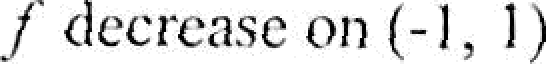 f decrease on (-1, 1)